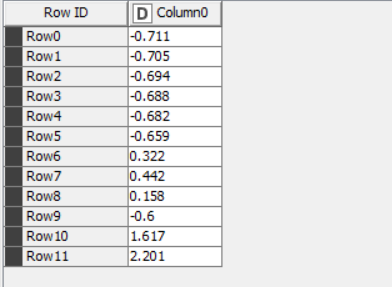 Row ID D Column0
Row0 -0.711
Row1 -0.705
Row2 -0.694
Row3 -0.688
Row4 -0.682
Row5 -0.659
Row6 0.322
Row7 0.442
Row8 0.158
Row9 -0.6
Row10 1.617
Row11 2.201